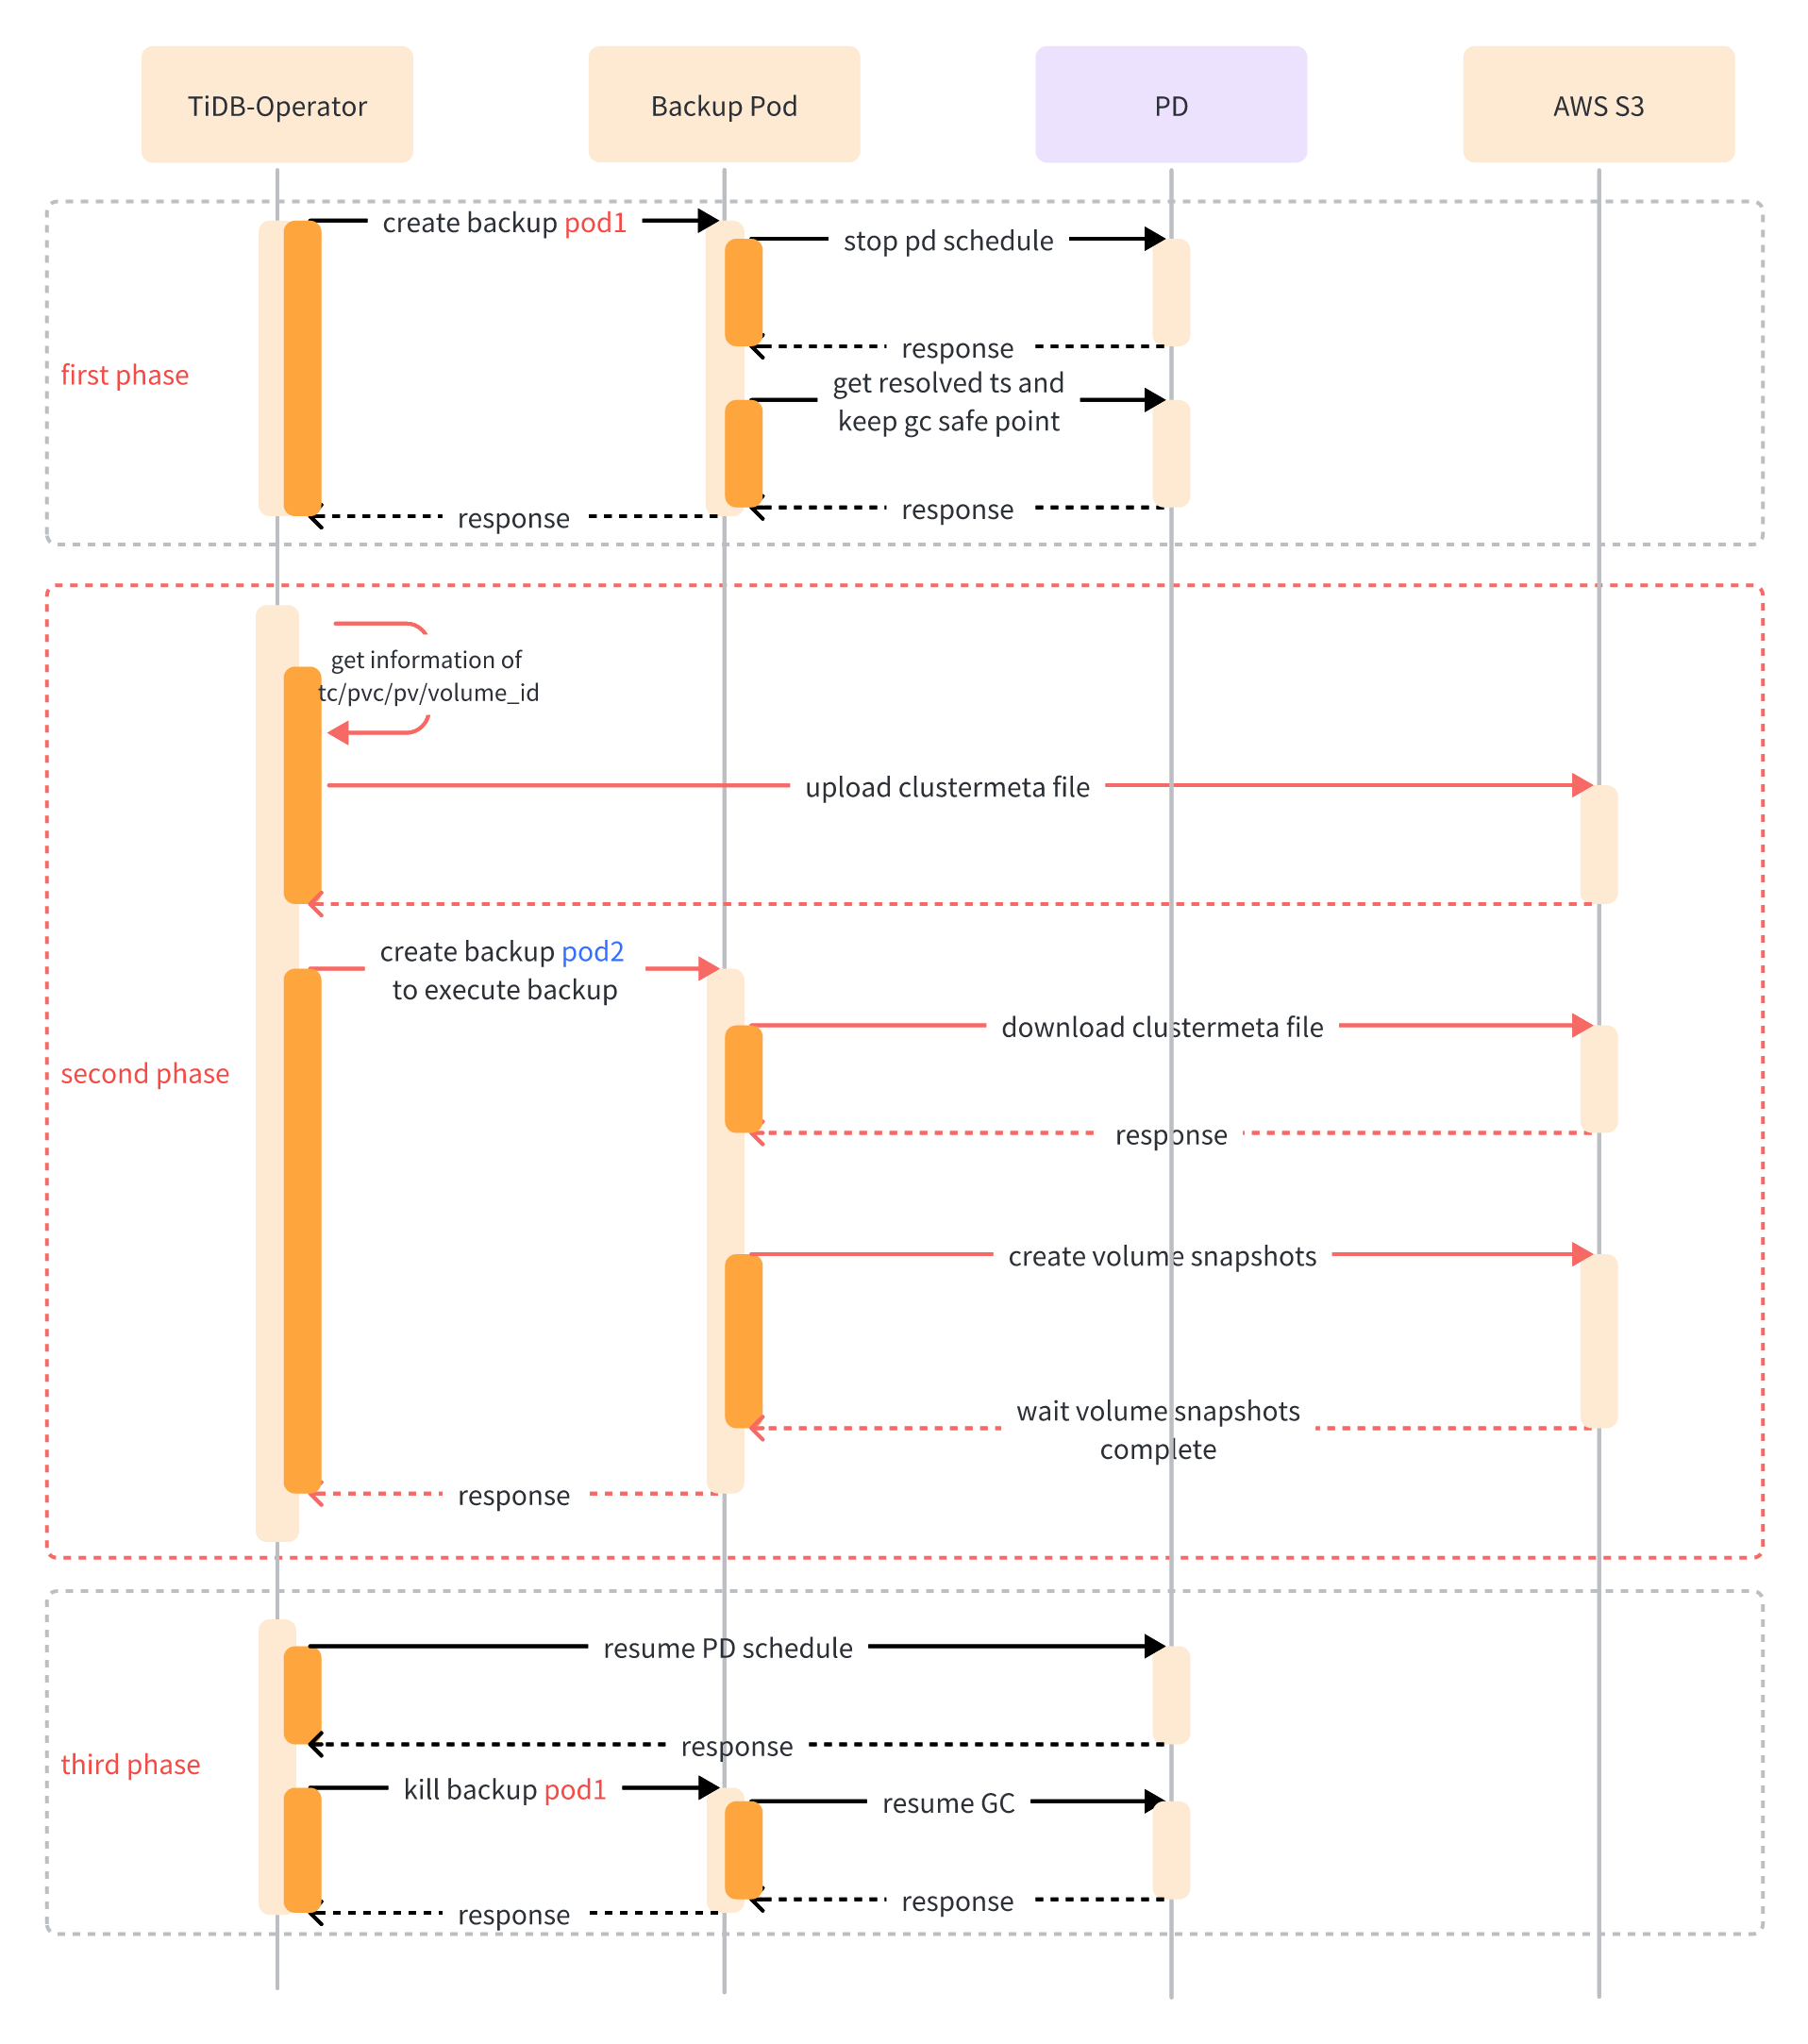 TiDB-Operator
Backup Pod
PD
AWS S3
create backup pod1
stop pd schedule
response
first phase
get resolved ts and
keep gc safe point
response
response
get information of
tc/pvc/pv/volume_id
upload clustermeta file
create backup pod2
to execute backup
download clustermeta file
second phase
response
create volume snapshots
wait volume snapshots
complete
response
resume PD schedule
response
third phase
kill backup pod1
resume GC
response
response